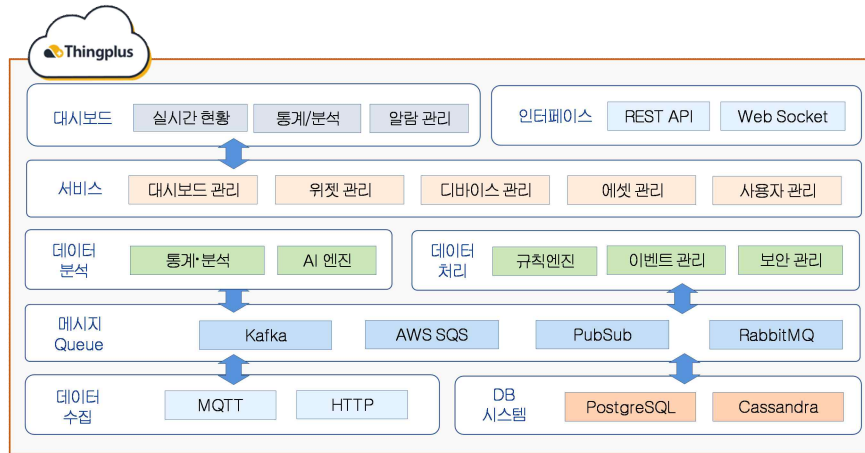 Thingplus
대시보드 실시간 현황 통계/분석 알람 관리
인터페이스 REST API Web Socket
서비스 대시보드 관리 위젯 관리 디바이스 관리 에셋 관리 사용자 관리
데이터
분석
통계·분석 AI 엔진
데이터
처리
규칙엔진 이벤트 관리 보안 관리
메시지
Queue
Kafka AWS SQS PubSub RabbitMQ
데이터
수집
MQTT HTTP
DB
시스템
PostgreSQL Cassandra